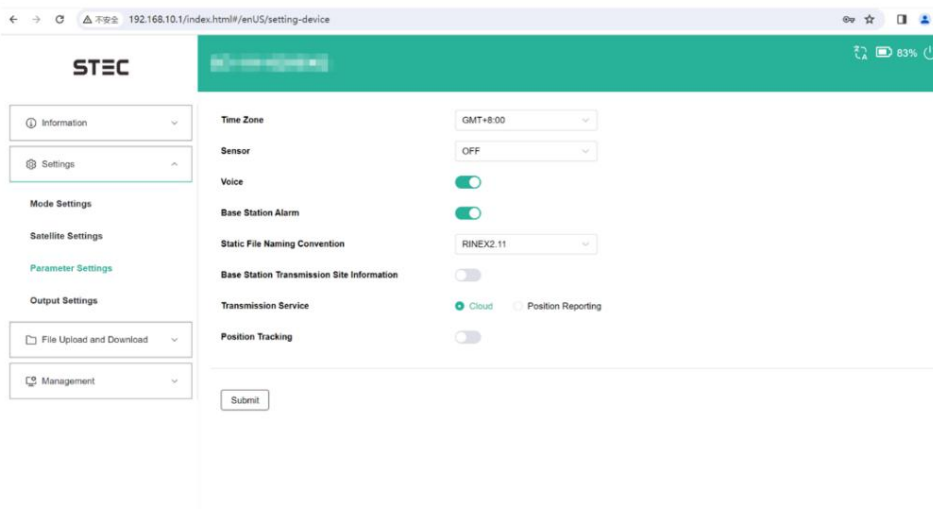 不安全 192.168.10.1/index.html#/enUS/setting-device
STEC
83%
Information
Settings
Mode Settings
Satellite Settings
Parameter Settings
Output Settings
File Upload and Download
Management
Time Zone GMT+8:00
Sensor OFF
Voice
Base Station Alarm
Static File Naming Convention RINEX2.11
Base Station Transmission Site Information
Transmission Service Cloud Position Reporting
Position Tracking
Submit